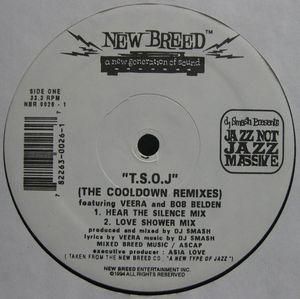 NEW BREED™
a new generation of sound
SIDE ONE
33.3 RPM
NBR 0026 - 1
dj Smash Presents
JAZZ NOT
JAZZ
MASSIVE
7 82263-0026-1 7
"T.S.O.J"
(THE COOLDOWN REMIXES)
featuring VEERA and BOB BELDEN
1. HEAR THE SILENCE MIX
2. LOVE SHOWER MIX
produced and mixed by DJ SMASH
lyrics by VEERA music by DJ SMASH
MIXED BREED MUSIC / ASCAP
executive producer : ASIA LOVE
( TAKEN FROM THE NEW BREED CD , "A NEW TYPE OF JAZZ" )
NEW BREED ENTERTAINMENT INC.
©1994 ALL RIGHTS RESERVED